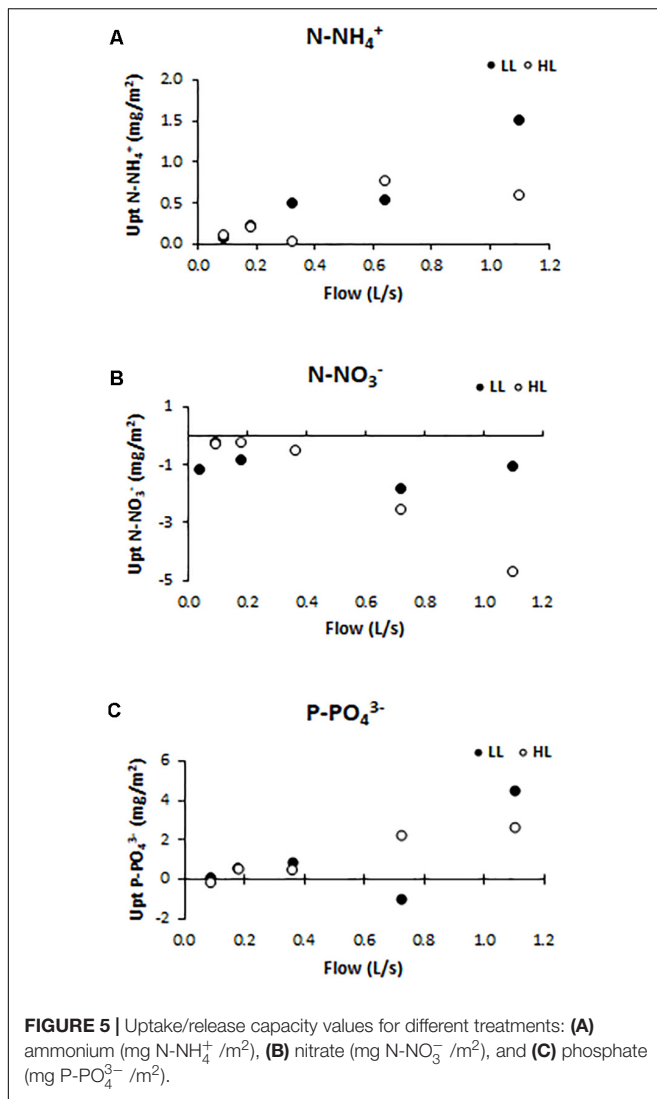 A
N-NH₄⁺
LL HL
Upt N-NH₄⁺ (mg/m²)
2.0
1.5
1.0
0.5
0.0
0.0 0.2 0.4 0.6 0.8 1.0 1.2
Flow (L/s)
B
N-NO₃⁻
LL HL
Upt N-NO₃⁻ (mg/m²)
1
-1
-3
-5
0.0 0.2 0.4 0.6 0.8 1.0 1.2
Flow (L/s)
C
P-PO₄³⁻
LL HL
Upt P-PO₄³⁻ (mg/m²)
6
4
2
0
-2
0.0 0.2 0.4 0.6 0.8 1.0 1.2
Flow (L/s)
FIGURE 5 | Uptake/release capacity values for different treatments: (A)
ammonium (mg N-NH₄⁺ /m2), (B) nitrate (mg N-NO₃⁻ /m2), and (C) phosphate
(mg P-PO₄³⁻ /m2).